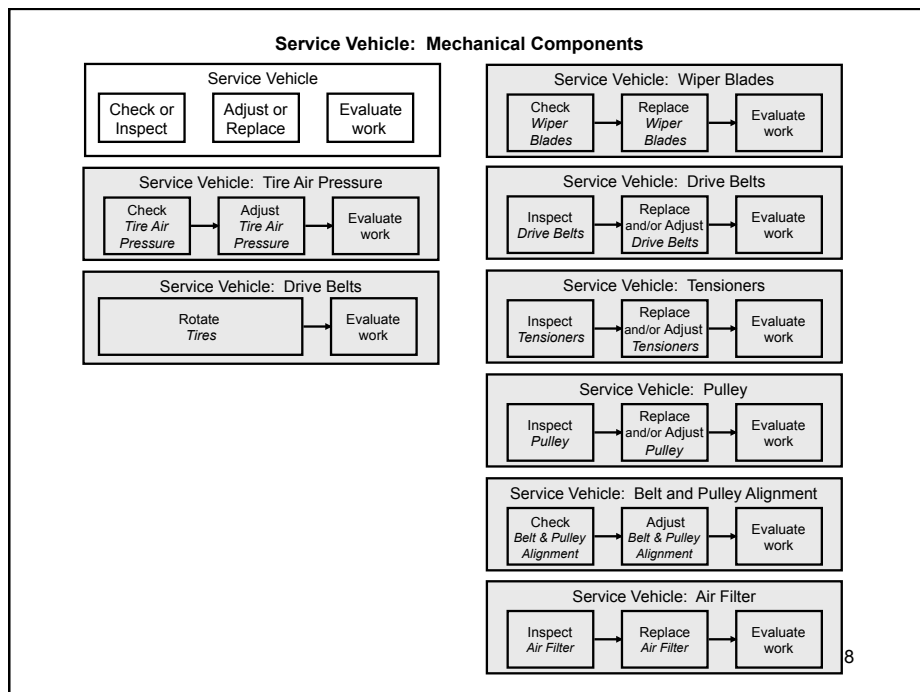 Service Vehicle:  Mechanical Components
Service Vehicle
Check or
Inspect
Adjust or
Replace
Evaluate
work
Service Vehicle:  Tire Air Pressure
Check
Tire Air
Pressure
Adjust
Tire Air
Pressure
Evaluate
work
Service Vehicle:  Drive Belts
Rotate
Tires
Evaluate
work
Service Vehicle:  Wiper Blades
Check
Wiper
Blades
Replace
Wiper
Blades
Evaluate
work
Service Vehicle:  Drive Belts
Inspect
Drive Belts
Replace
and/or Adjust
Drive Belts
Evaluate
work
Service Vehicle:  Tensioners
Inspect
Tensioners
Replace
and/or Adjust
Tensioners
Evaluate
work
Service Vehicle:  Pulley
Inspect
Pulley
Replace
and/or Adjust
Pulley
Evaluate
work
Service Vehicle:  Belt and Pulley Alignment
Check
Belt & Pulley
Alignment
Adjust
Belt & Pulley
Alignment
Evaluate
work
Service Vehicle:  Air Filter
Inspect
Air Filter
Replace
Air Filter
Evaluate
work
8